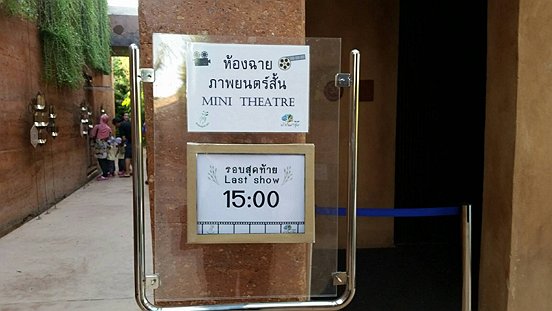 ห้องฉาย
ภาพยนตร์สั้น
MINI THEATRE
รอบสุดท้าย
Last show
15:00